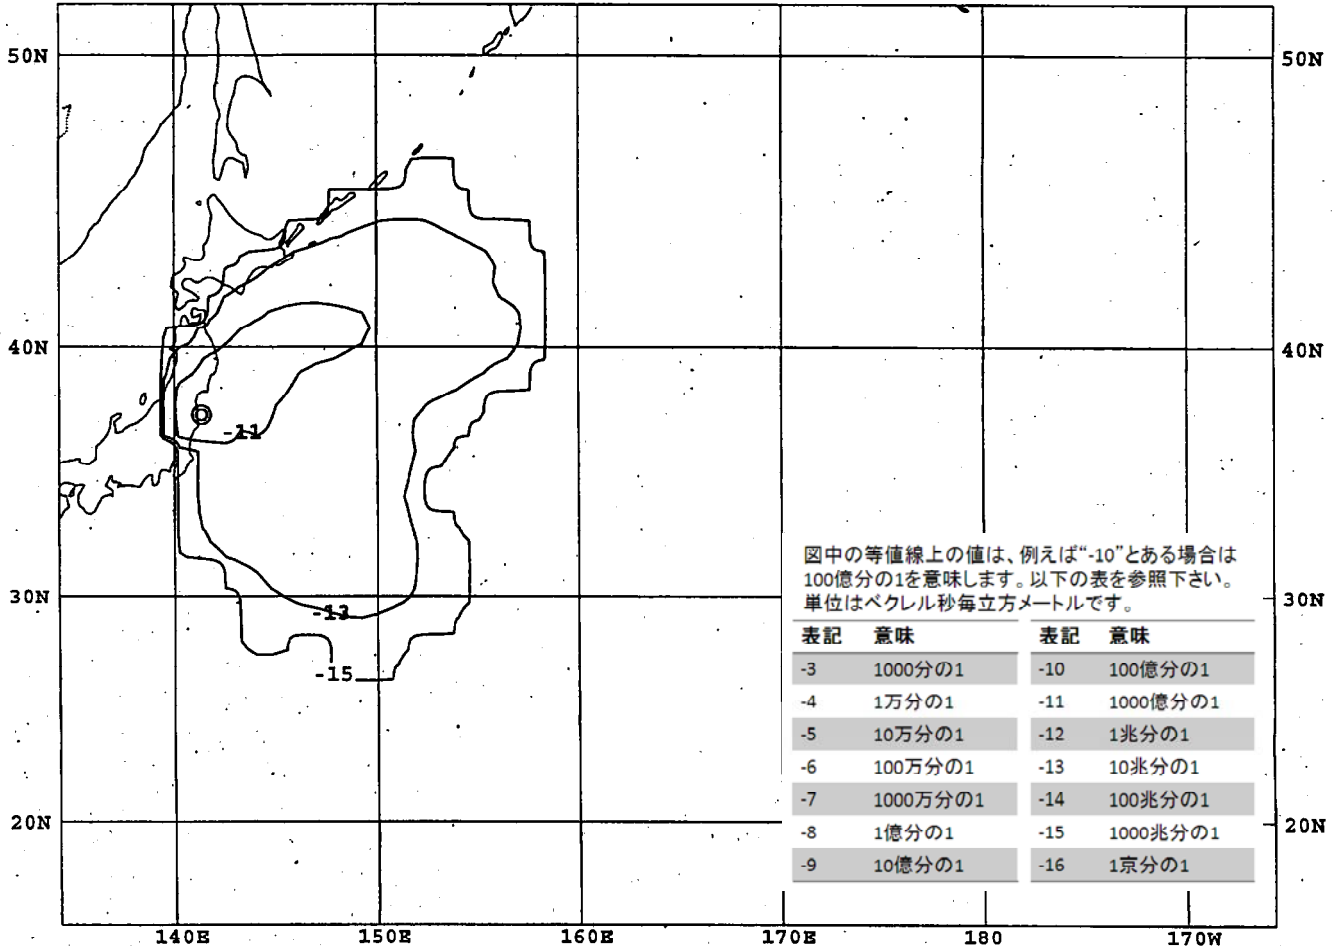 50N
50N
40N
40N
-11
図中の等値線上の値は、例えば“-10”とある場合は
100億分の1を意味します。以下の表を参照下さい。
単位はベクレル秒毎立方メートルです。
30N
30N
-13
表記 意味 表記 意味
-15
-3 1000分の1 -10 100億分の1
-4 1万分の1 -11 1000億分の1
-5 10万分の1 -12 1兆分の1
-6 100万分の1 -13 10兆分の1
-7 1000万分の1 -14 100兆分の1
20N
20N
-8 1億分の1 -15 1000兆分の1
-9 10億分の1 -16 1京分の1
140E 150E 160E 170E 180 170W